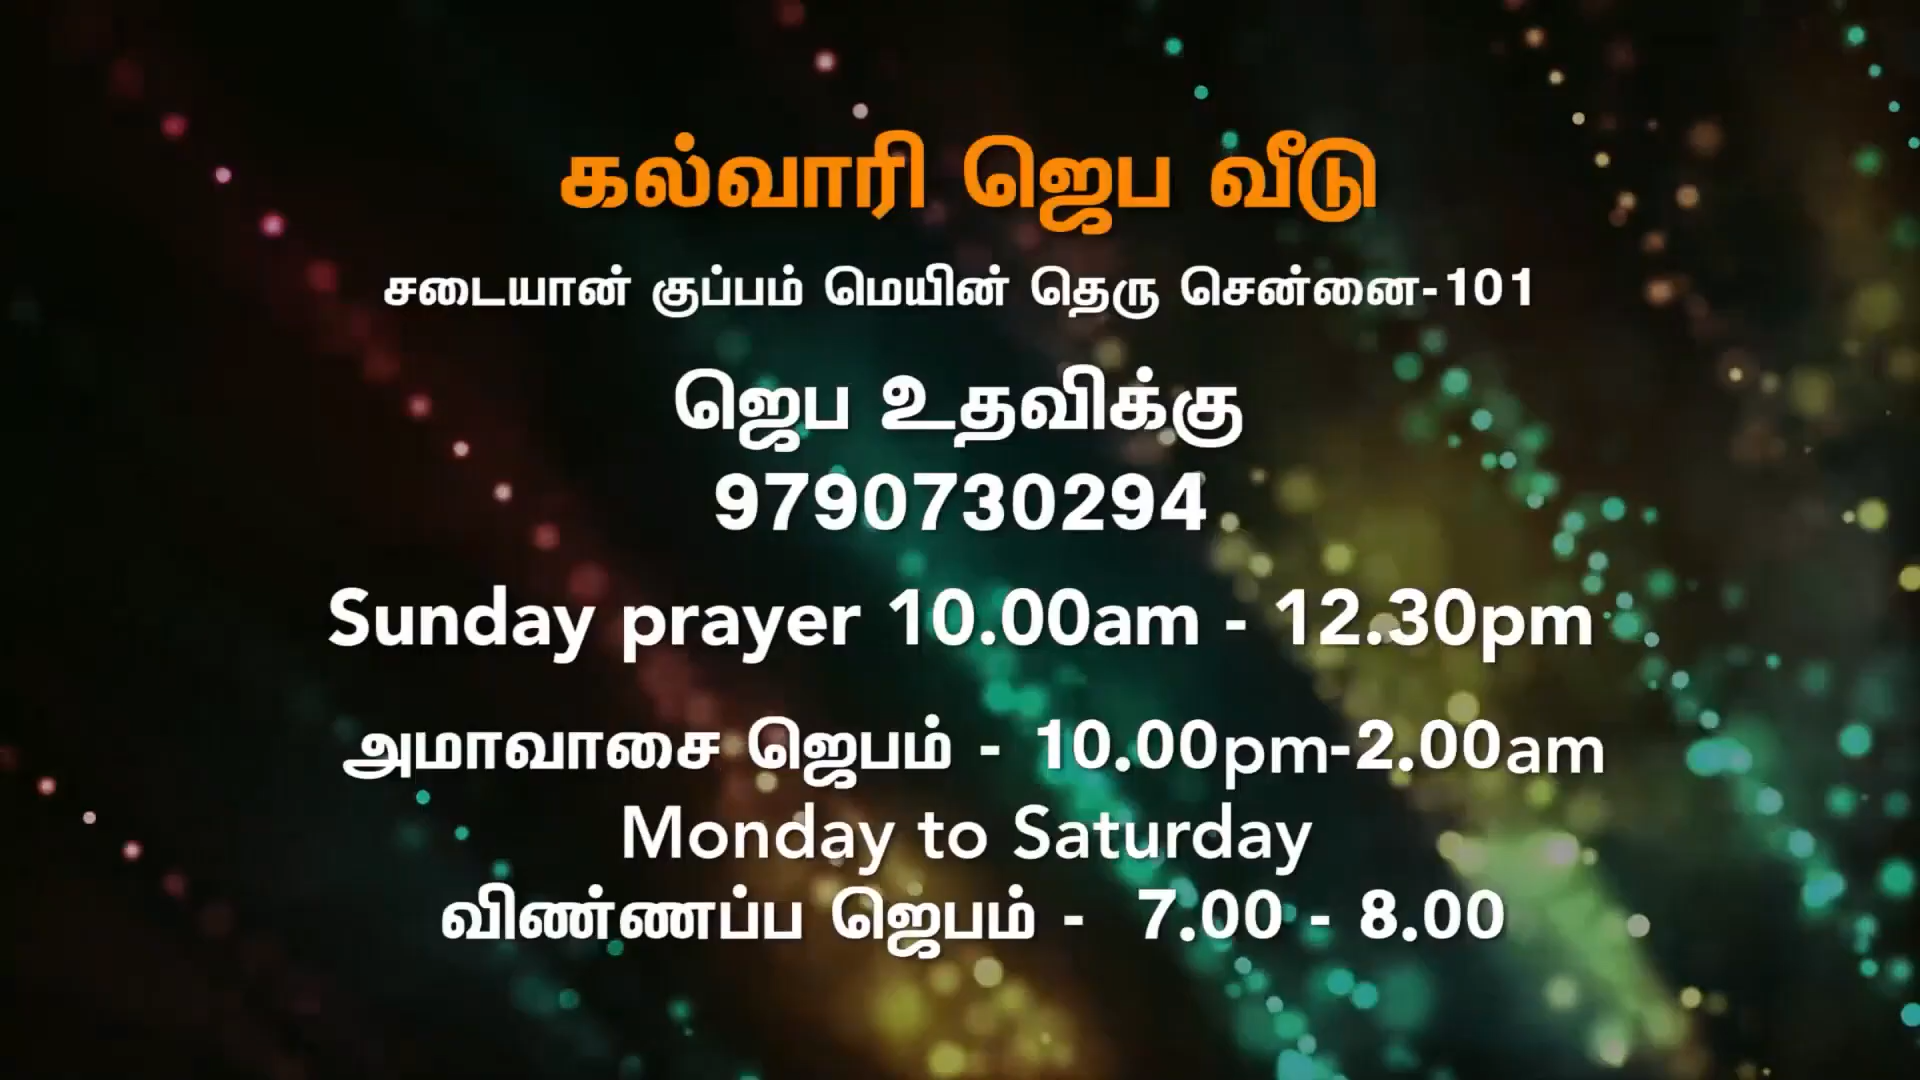 கல்வாரி ஜெப வீடு
சடையான் குப்பம் மெயின் தெரு சென்னை-101
ஜெப உதவிக்கு
9790730294
Sunday prayer 10.00am - 12.30pm
அமாவாசை ஜெபம் - 10.00pm-2.00am
Monday to Saturday
விண்ணப்ப ஜெபம் - 7.00 - 8.00